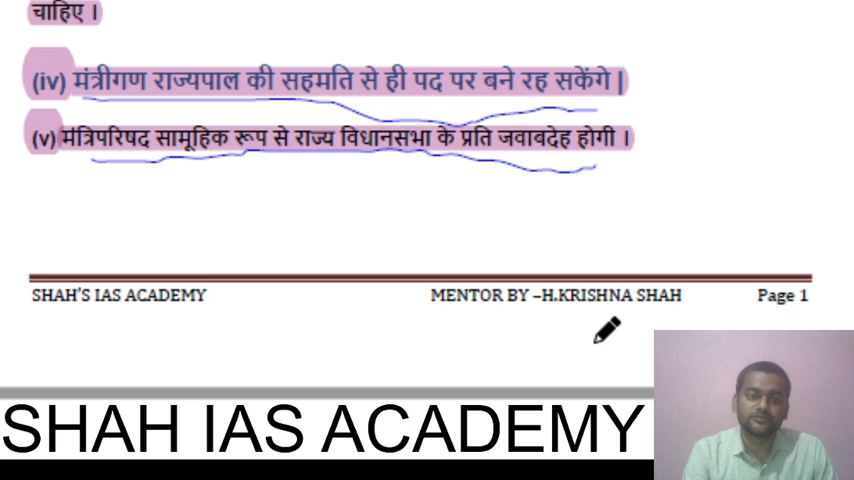 चाहिए ।
(iv) मंत्रीगण राज्यपाल की सहमति से ही पद पर बने रह सकेंगे |
(v) मंत्रिपरिषद सामूहिक रूप से राज्य विधानसभा के प्रति जवाबदेह होगी ।
SHAH'S IAS ACADEMY MENTOR BY –H.KRISHNA SHAH Page 1
SHAH IAS ACADEMY